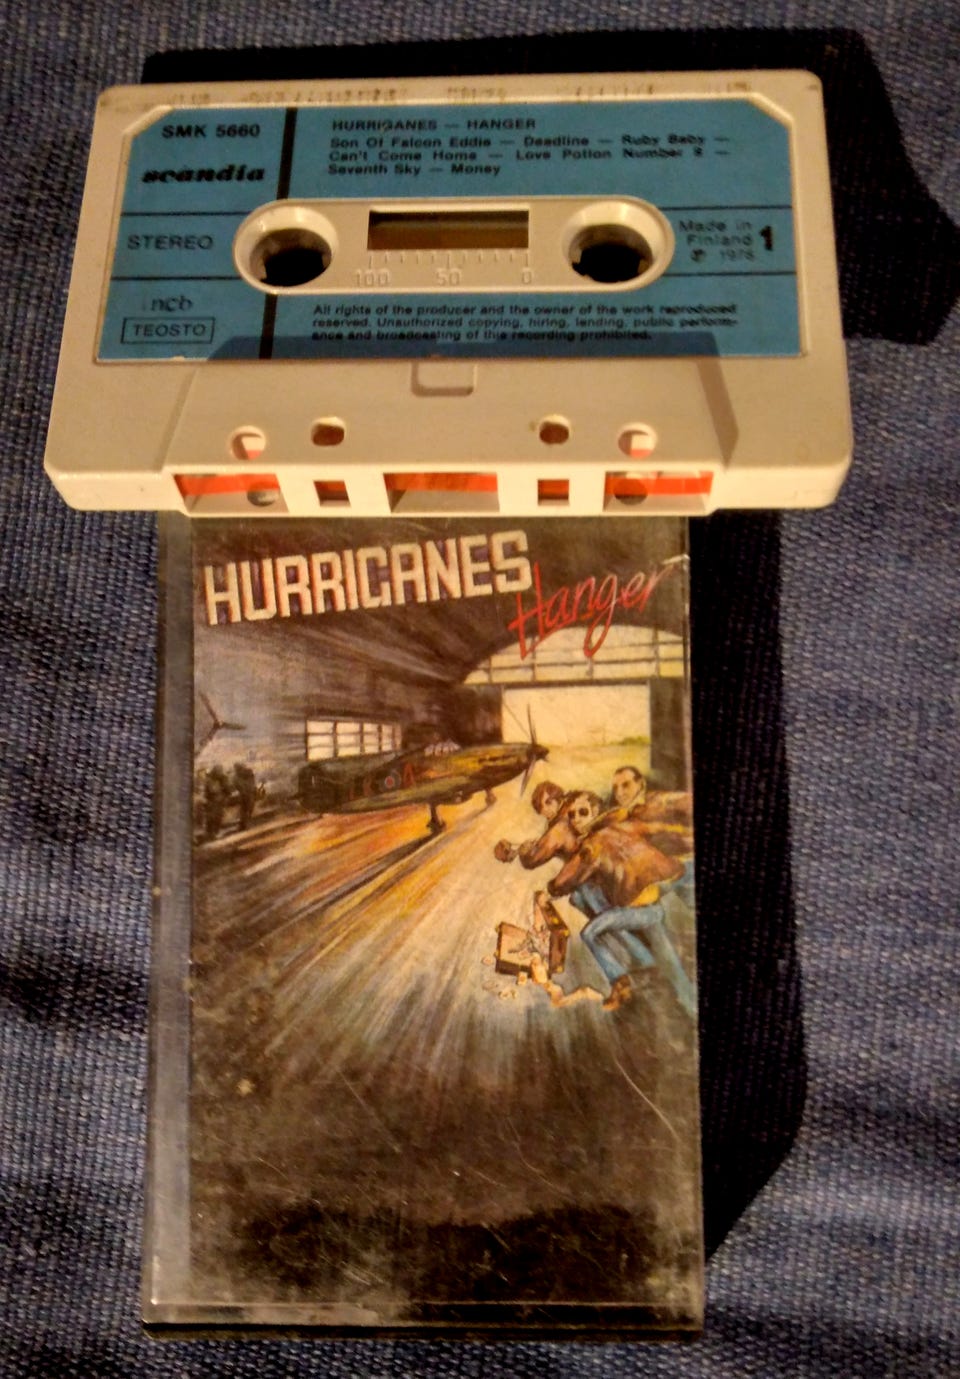 SMK 5660
scandia
STEREO
ncb
TEOSTO
HURRIGANES — HANGER
Son Of Falcon Eddie — Deadline — Ruby Baby —
Can't Come Home — Love Potion Number 9 —
Seventh Sky — Money
100 50 0
Made in
Finland
℗ 1978
1
All rights of the producer and the owner of the work reproduced
reserved. Unauthorized copying, hiring, lending, public perform-
ance and broadcasting of this recording prohibited.
HURRIGANES
Hanger